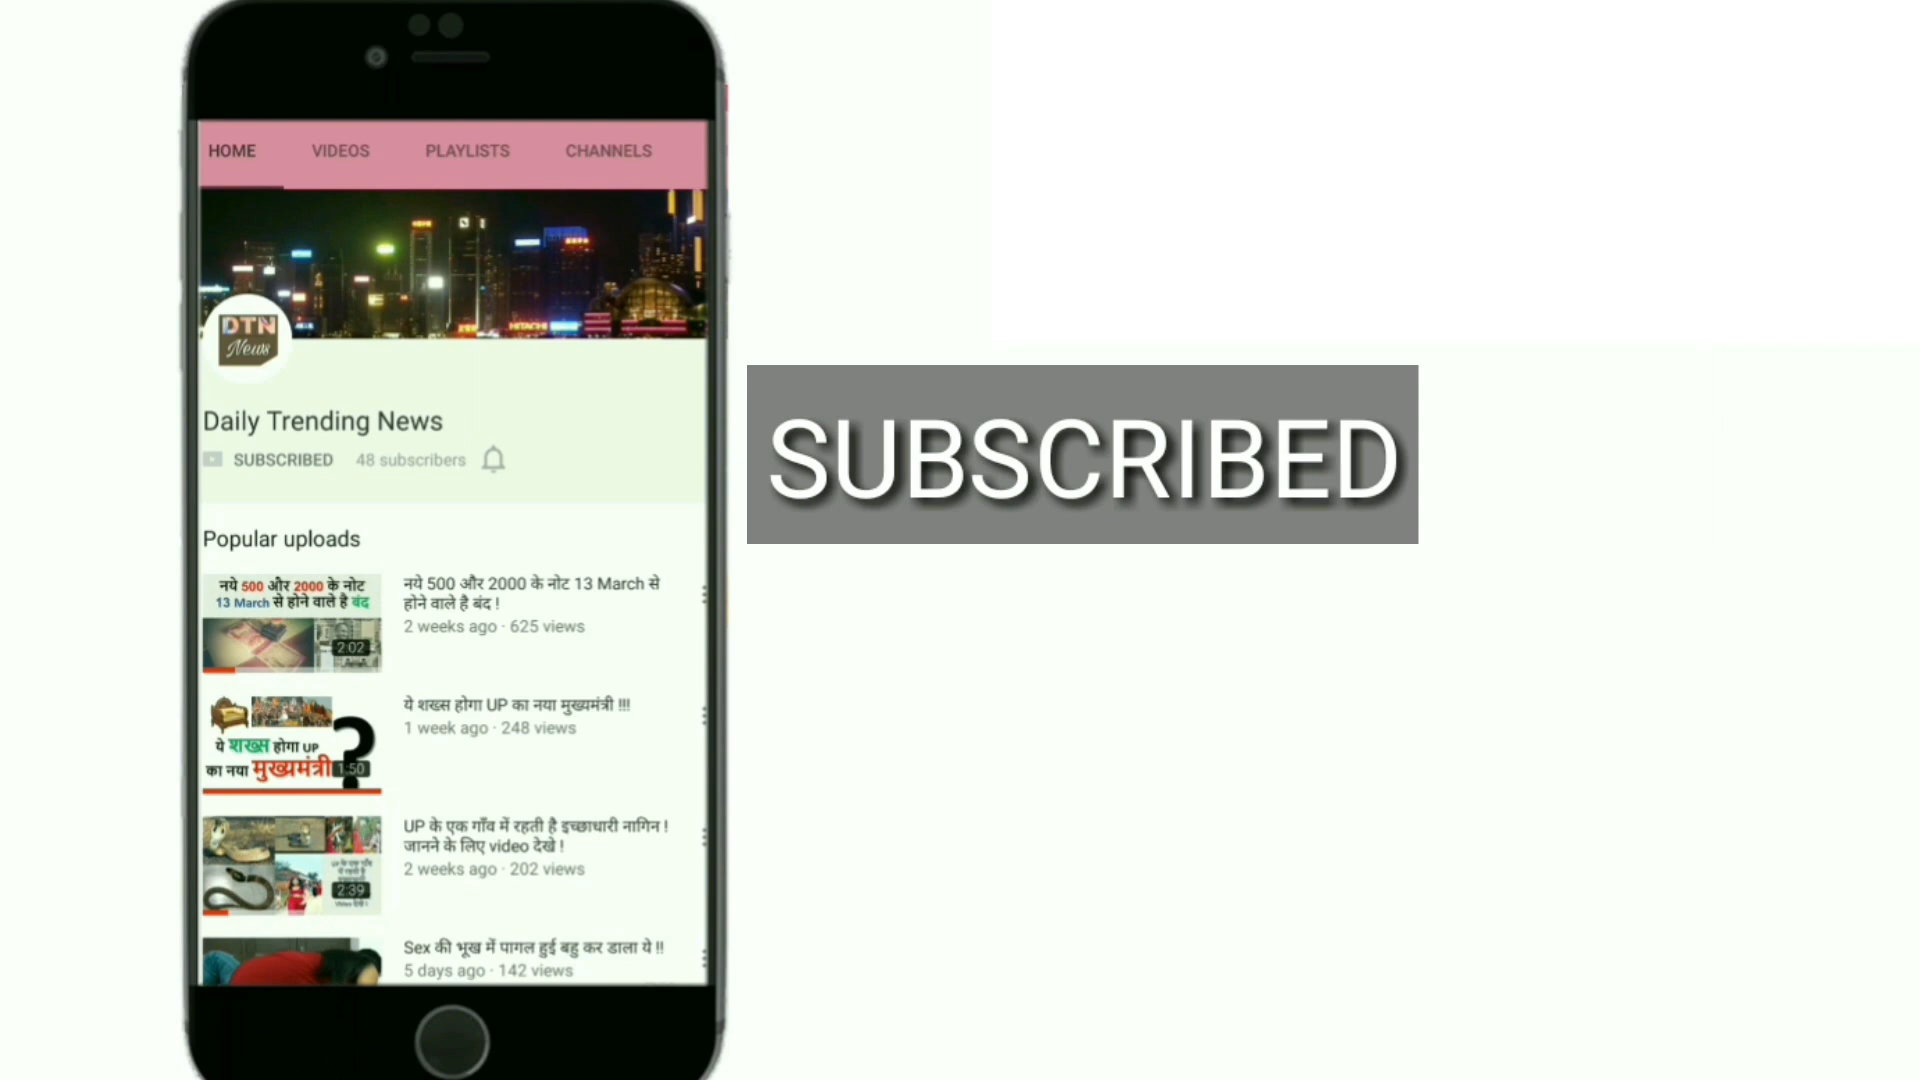 HOME VIDEOS PLAYLISTS CHANNELS
HITACHI
DTN
News
Daily Trending News
SUBSCRIBED 48 subscribers
SUBSCRIBED
Popular uploads
नये 500 और 2000 के नोट
13 March से होने वाले है बंद
2:02
नये 500 और 2000 के नोट 13 March से
होने वाले है बंद !
2 weeks ago · 625 views
ये शख्स होगा UP
का नया मुख्यमंत्री ?
1:50
ये शख्स होगा UP का नया मुख्यमंत्री !!!
1 week ago · 248 views
2:39
UP के एक गाँव में रहती है इच्छाधारी नागिन !
जानने के लिए video देखे !
2 weeks ago · 202 views
Sex की भूख में पागल हुई बहु कर डाला ये !!
5 days ago · 142 views